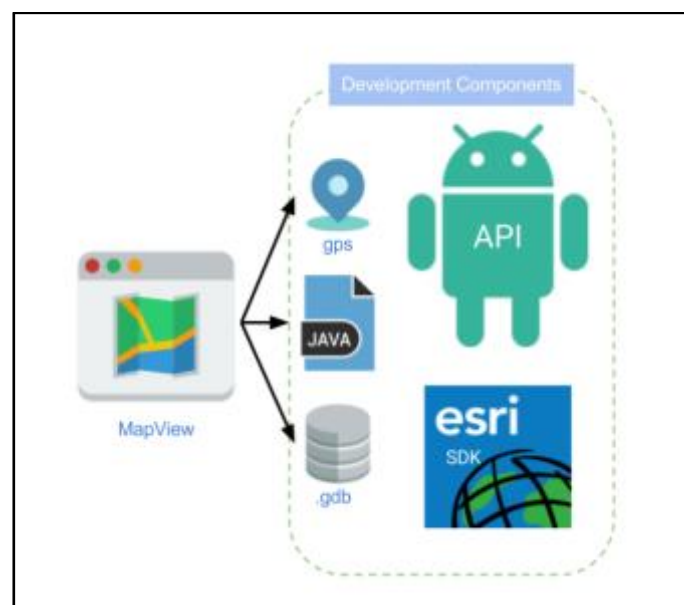 Development Components
gps
API
JAVA
MapView
esri
SDK
.gdb